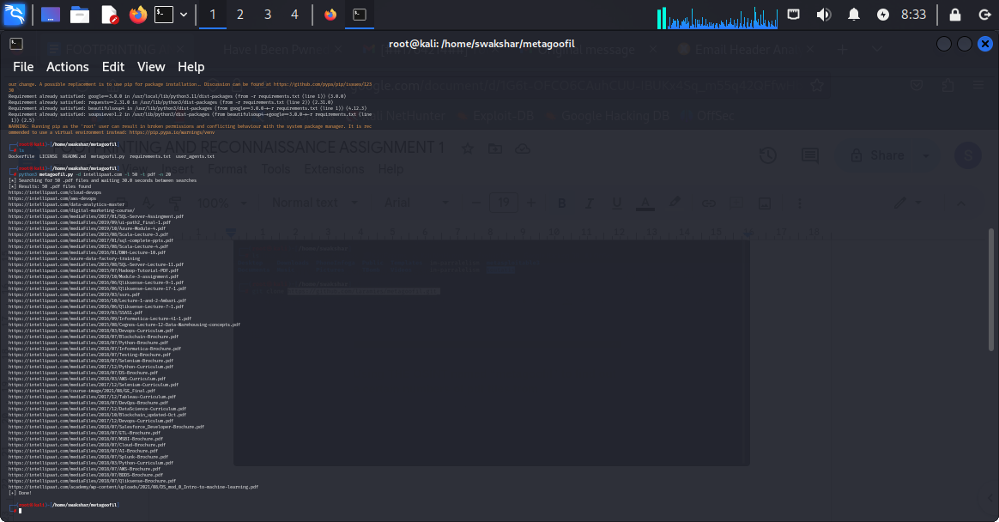 1 2 3 4 8:33
root@kali: /home/swakshar/metagoofil
File Actions Edit View Help
our change. A possible replacement is to use pip for package installation.. Discussion can be found at https://github.com/pypa/pip/issues/123
30
Requirement already satisfied: google=3.0.0 in /usr/local/lib/python3.11/dist-packages (from -r requirements.txt (line 1)) (3.0.0)
Requirement already satisfied: requests=2.31.0 in /usr/lib/python3/dist-packages (from -r requirements.txt (line 2)) (2.31.0)
Requirement already satisfied: beautifulsoup4 in /usr/lib/python3/dist-packages (from google=3.0.0→-r requirements.txt (line 1)) (4.12.3)
Requirement already satisfied: soupsieve>1.2 in /usr/lib/python3/dist-packages (from beautifulsoup4→google=3.0.0→-r requirements.txt (line
1)) (2.5)
WARNING: Running pip as the 'root' user can result in broken permissions and conflicting behaviour with the system package manager. It is rec
ommended to use a virtual environment instead: https://pip.pypa.io/warnings/venv
(root㉿kali)-[/home/swakshar/metagoofil]
# ls
Dockerfile LICENSE README.md metagoofil.py requirements.txt user_agents.txt
(root㉿kali)-[/home/swakshar/metagoofil]
# python3 metagoofil.py -d intellipaat.com -l 50 -t pdf -n 20
[*] Searching for 50 .pdf files and waiting 30.0 seconds between searches
[*] Results: 50 .pdf files found
https://intellipaat.com/cloud-devops
https://intellipaat.com/aws-devops
https://intellipaat.com/data-analytics-master
https://intellipaat.com/digital-marketing-course/
https://intellipaat.com/mediaFiles/2017/01/SQL-Server-Assingment.pdf
https://intellipaat.com/mediaFiles/2019/09/ui-path2_final-1.pdf
https://intellipaat.com/mediaFiles/2019/10/Azure-Module-4.pdf
https://intellipaat.com/mediaFiles/2015/08/Scala-Lecture-3.pdf
https://intellipaat.com/mediaFiles/2017/01/sql-complete-ppts.pdf
https://intellipaat.com/mediaFiles/2015/08/Scala-Lecture-4.pdf
https://intellipaat.com/mediaFiles/2016/01/DWH-Lecture-10.pdf
https://intellipaat.com/azure-data-factory-training
https://intellipaat.com/mediaFiles/2015/08/SQL-Server-Lecture-11.pdf
https://intellipaat.com/mediaFiles/2015/07/Hadoop-Tutorial-PDF.pdf
https://intellipaat.com/mediaFiles/2019/10/Module-3-assignment.pdf
https://intellipaat.com/mediaFiles/2016/06/Qliksense-Lecture-9-1.pdf
https://intellipaat.com/mediaFiles/2016/06/Qliksense-Lecture-17-1.pdf
https://intellipaat.com/mediaFiles/2019/03/ssrs.pdf
https://intellipaat.com/mediaFiles/2016/10/Lecture-1-and-2-Ambari.pdf
https://intellipaat.com/mediaFiles/2016/06/Qliksense-Lecture-7-1.pdf
https://intellipaat.com/mediaFiles/2019/03/SSAS1.pdf
https://intellipaat.com/mediaFiles/2016/09/Informatica-Lecture-41-1.pdf
https://intellipaat.com/mediaFiles/2015/08/Cognos-Lecture-12-Data-Warehousing-concepts.pdf
https://intellipaat.com/mediaFiles/2018/03/Devops-Curriculum.pdf
https://intellipaat.com/mediaFiles/2018/07/Blockchain-Brochure.pdf
https://intellipaat.com/mediaFiles/2018/07/Python-Brochure.pdf
https://intellipaat.com/mediaFiles/2018/07/Informatica-Brochure.pdf
https://intellipaat.com/mediaFiles/2018/07/Testing-Brochure.pdf
https://intellipaat.com/mediaFiles/2018/07/Selenium-Brochure.pdf
https://intellipaat.com/mediaFiles/2017/12/Python-Curriculum.pdf
https://intellipaat.com/mediaFiles/2018/07/DS-Brochure.pdf
https://intellipaat.com/mediaFiles/2018/03/AWS-Curriculum.pdf
https://intellipaat.com/mediaFiles/2017/12/Selenium-Curriculum.pdf
https://intellipaat.com/course-image/2021/08/GE_Final.pdf
https://intellipaat.com/mediaFiles/2017/12/Tableau-Curriculum.pdf
https://intellipaat.com/mediaFiles/2018/07/DevOps-Brochure.pdf
https://intellipaat.com/mediaFiles/2017/12/DataScience-Curriculum.pdf
https://intellipaat.com/mediaFiles/2018/10/Blockchain_updated-Oct.pdf
https://intellipaat.com/mediaFiles/2017/12/Devops-Curriculum.pdf
https://intellipaat.com/mediaFiles/2018/07/Salesforce_Developer-Brochure.pdf
https://intellipaat.com/mediaFiles/2018/07/ETL-Brochure.pdf
https://intellipaat.com/mediaFiles/2018/07/MSBI-Brochure.pdf
https://intellipaat.com/mediaFiles/2018/07/Cloud-Brochure.pdf
https://intellipaat.com/mediaFiles/2018/07/AI-Brochure.pdf
https://intellipaat.com/mediaFiles/2018/07/Splunk-Brochure.pdf
https://intellipaat.com/mediaFiles/2018/03/Python-Curriculum.pdf
https://intellipaat.com/mediaFiles/2018/07/AWS-Brochure.pdf
https://intellipaat.com/mediaFiles/2018/07/BDDS-Brochure.pdf
https://intellipaat.com/mediaFiles/2018/07/Qliksense-Brochure.pdf
https://intellipaat.com/academy/wp-content/uploads/2021/08/DS_mod_0_Intro-to-machine-learning.pdf
[+] Done!
(root㉿kali)-[/home/swakshar/metagoofil]
#